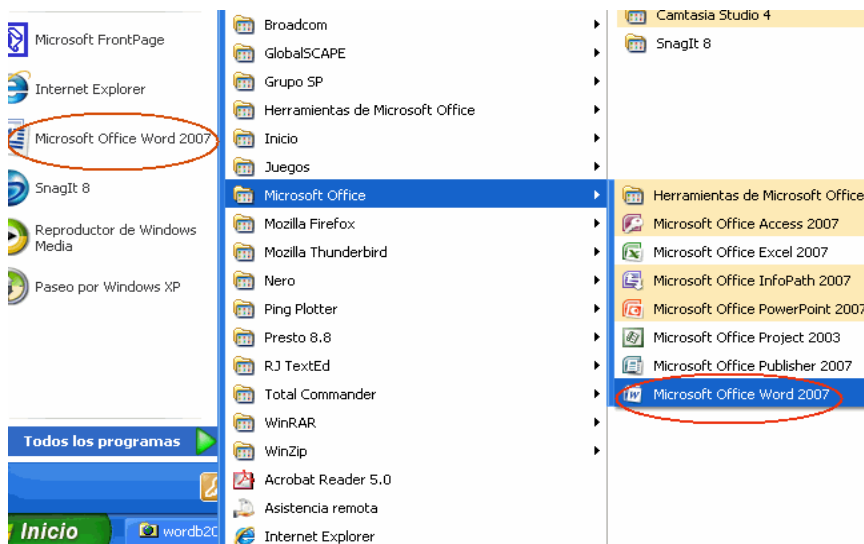 Microsoft FrontPage
Internet Explorer
Microsoft Office Word 2007
SnagIt 8
Reproductor de Windows
Media
Paseo por Windows XP
Todos los programas
Inicio
wordb20
Broadcom
GlobalSCAPE
Grupo SP
Herramientas de Microsoft Office
Inicio
Juegos
Microsoft Office
Mozilla Firefox
Mozilla Thunderbird
Nero
Ping Plotter
Presto 8.8
RJ TextEd
Total Commander
WinRAR
WinZip
Acrobat Reader 5.0
Asistencia remota
Internet Explorer
Camtasia Studio 4
SnagIt 8
Herramientas de Microsoft Office
Microsoft Office Access 2007
Microsoft Office Excel 2007
Microsoft Office InfoPath 2007
Microsoft Office PowerPoint 2007
Microsoft Office Project 2003
Microsoft Office Publisher 2007
Microsoft Office Word 2007